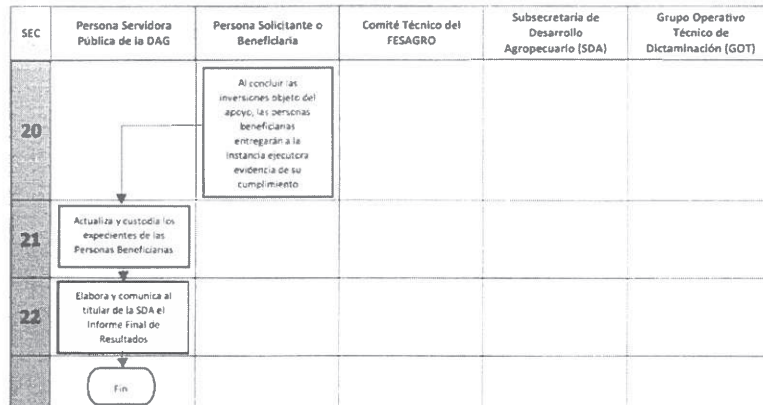 SEC
Persona Servidora
Pública de la DAG
Persona Solicitante o
Beneficiaria
Comité Técnico del
FESAGRO
Subsecretaria de
Desarrollo
Agropecuario (SDA)
Grupo Operativo
Técnico de
Dictaminación (GOT)
20
Al concluir las
inversiones objeto del
apoyo, las personas
beneficiarias
entregarán a la
instancia ejecutora
evidencia de su
cumplimiento
21
Actualiza y custodia los
expedientes de las
Personas Beneficiarias
22
Elabora y comunica al
titular de la SDA el
Informe Final de
Resultados
Fin